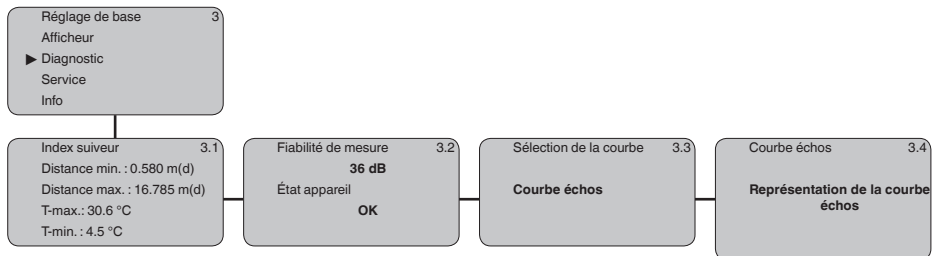 Réglage de base 3
Afficheur
▶ Diagnostic
Service
Info
Index suiveur 3.1
Distance min. : 0.580 m(d)
Distance max. : 16.785 m(d)
T-max.: 30.6 °C
T-min. : 4.5 °C
Fiabilité de mesure 3.2
36 dB
État appareil
OK
Sélection de la courbe 3.3
Courbe échos
Courbe échos 3.4
Représentation de la courbe
échos